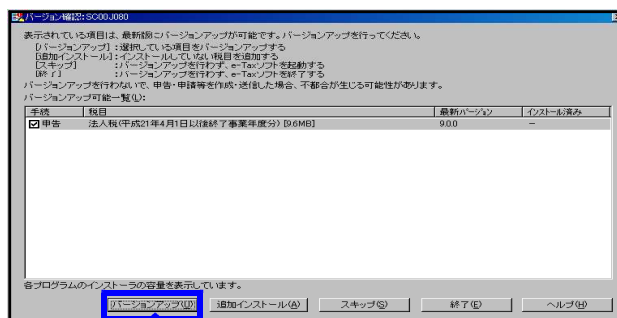 バージョン確認:SC00J080
表示されている項目は、最新版にバージョンアップが可能です。バージョンアップを行ってください。
[バージョンアップ]:選択している項目をバージョンアップする
[追加インストール]:インストールしていない税目を追加する
[スキップ]:バージョンアップを行わず、e-Taxソフトを起動する
[終了]:バージョンアップを行わず、e-Taxソフトを終了する
バージョンアップを行わないで、申告・申請等を作成・送信した場合、不都合が生じる可能性があります。
バージョンアップ可能一覧(L):
手続 税目 最新バージョン インストール済み
申告 法人税(平成21年4月1日以後終了事業年度分) [9.6MB] 9.0.0 −
各プログラムのインストーラの容量を表示しています。
バージョンアップ(U) 追加インストール(A) スキップ(S) 終了(E) ヘルプ(H)